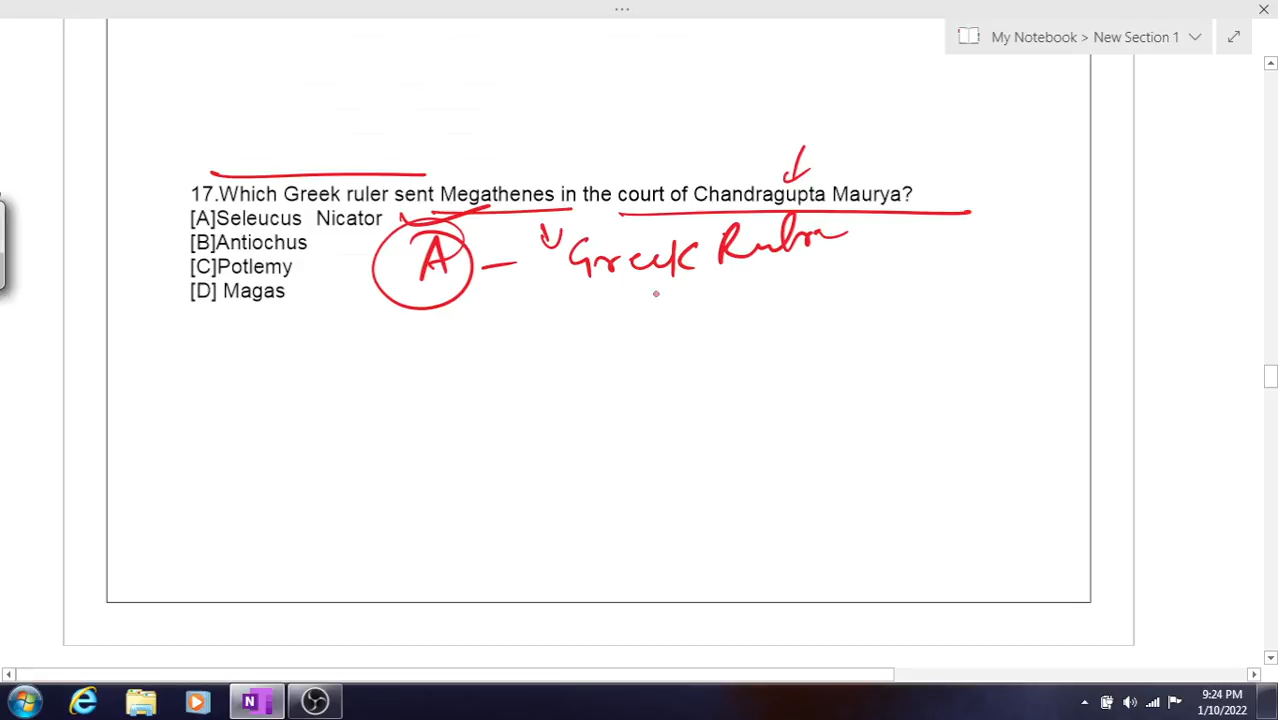 ...
My Notebook > New Section 1
17.Which Greek ruler sent Megathenes in the court of Chandragupta Maurya?
[A]Seleucus Nicator
[B]Antiochus
[C]Potlemy
[D] Magas
A – Greek
N
9:24 PM
1/10/2022